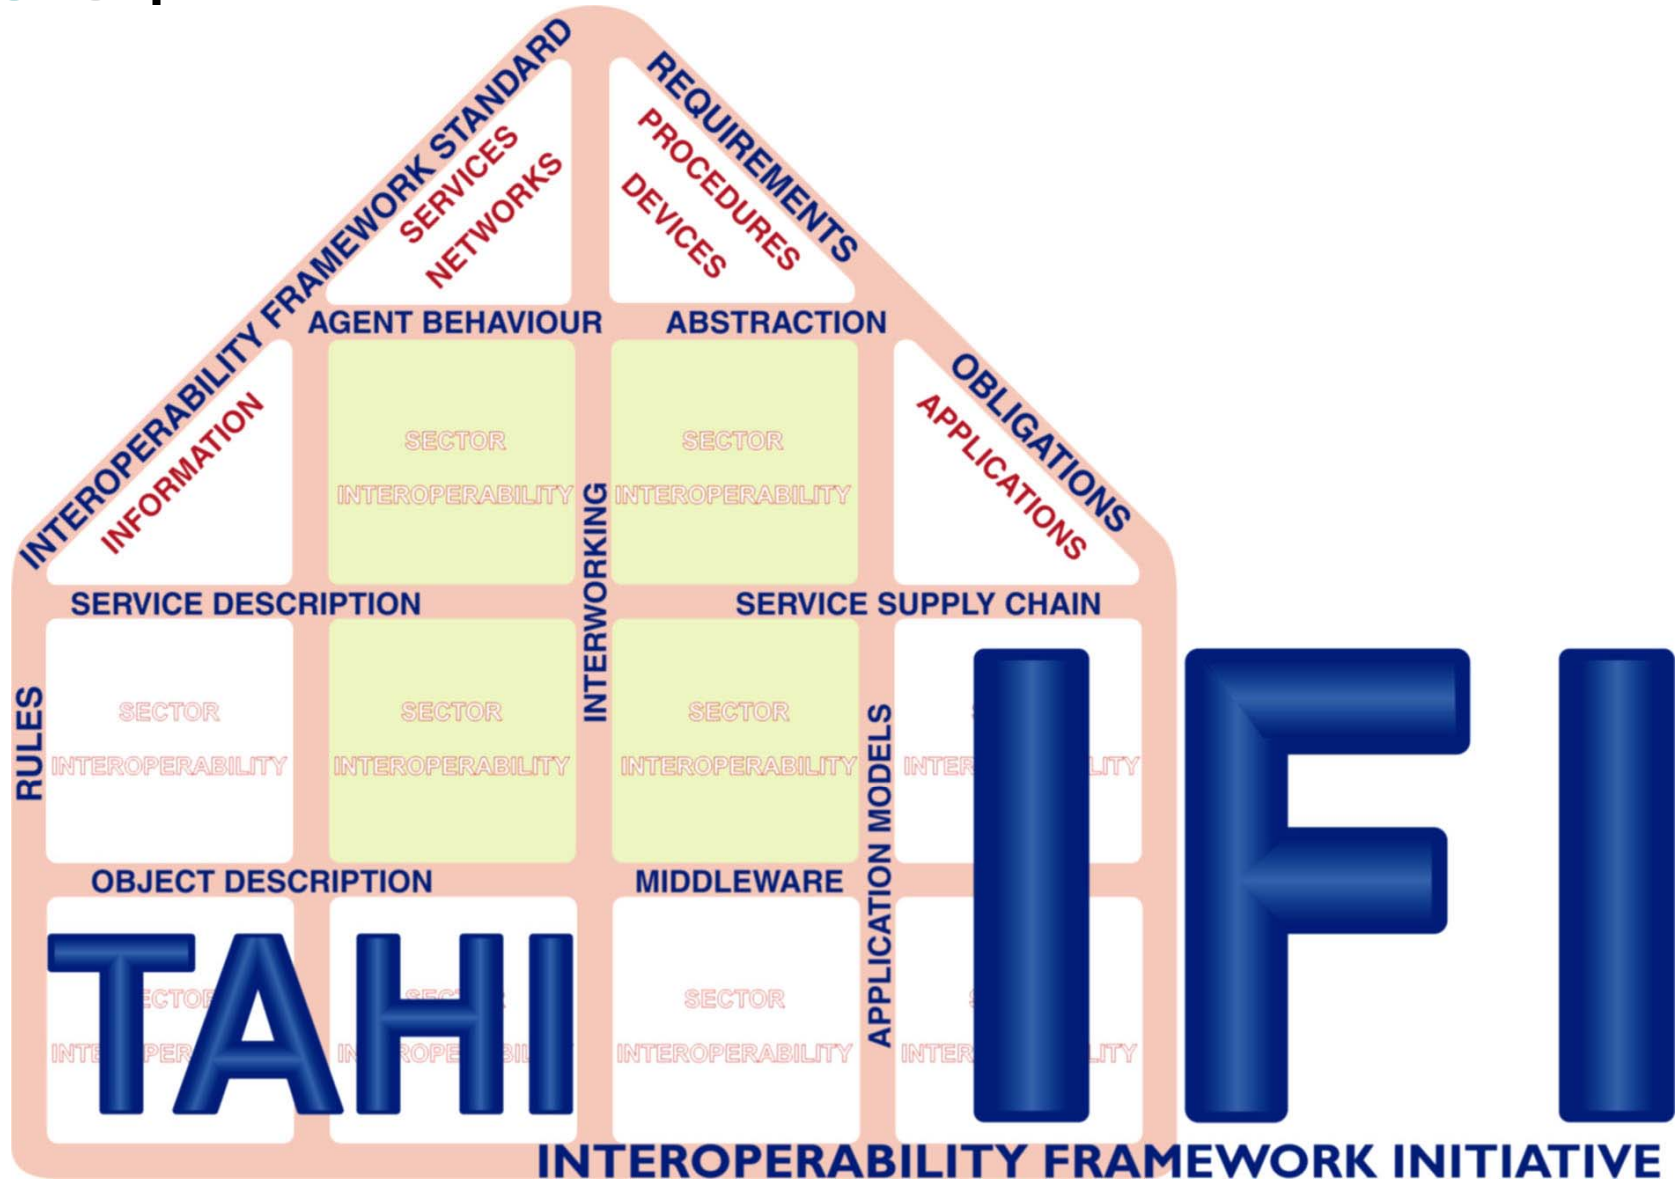 INTEROPERABILITY FRAMEWORK STANDARD
REQUIREMENTS
SERVICES
NETWORKS
PROCEDURES
DEVICES
AGENT BEHAVIOUR
ABSTRACTION
OBLIGATIONS
INFORMATION
APPLICATIONS
SECTOR
INTEROPERABILITY
SECTOR
INTEROPERABILITY
INTERWORKING
SERVICE DESCRIPTION
SERVICE SUPPLY CHAIN
RULES
SECTOR
INTEROPERABILITY
SECTOR
INTEROPERABILITY
SECTOR
INTEROPERABILITY
APPLICATION MODELS
OBJECT DESCRIPTION
MIDDLEWARE
SECTOR
INTEROPERABILITY
TAHI
IFI
INTEROPERABILITY FRAMEWORK INITIATIVE